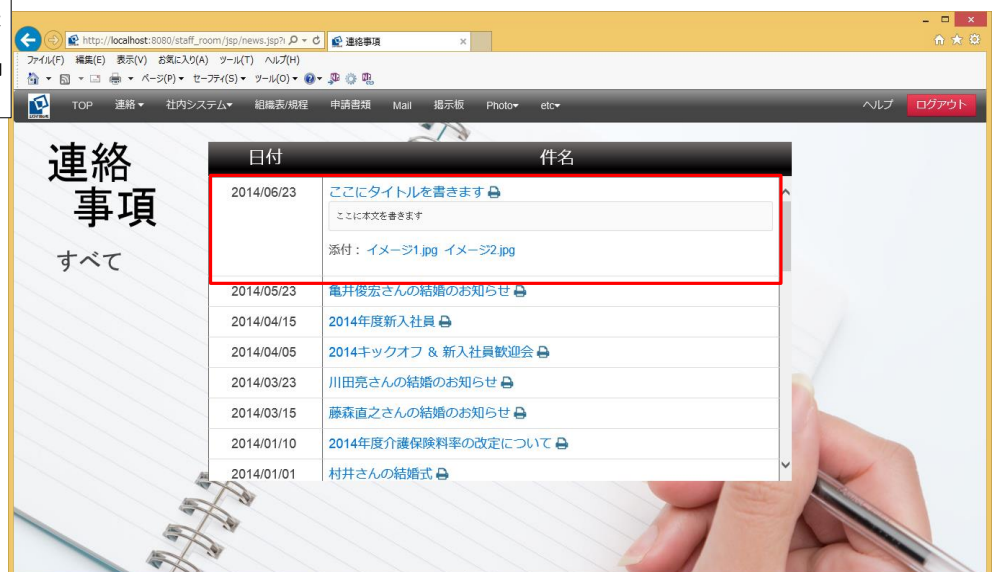 http://localhost:8080/staff_room/jsp/news.jsp?i
連絡事項
ファイル(F) 編集(E) 表示(V) お気に入り(A) ツール(T) ヘルプ(H)
ページ(P) セーフティ(S) ツール(O)
TOP 連絡 社内システム 組織表/規程 申請書類 Mail 掲示板 Photo etc ヘルプ ログアウト
連絡
事項
すべて
日付 件名
2014/06/23 ここにタイトルを書きます
ここに本文を書きます
添付： イメージ1.jpg イメージ2.jpg
2014/05/23 亀井俊宏さんの結婚のお知らせ
2014/04/15 2014年度新入社員
2014/04/05 2014キックオフ ＆ 新入社員歓迎会
2014/03/23 川田亮さんの結婚のお知らせ
2014/03/15 藤森直之さんの結婚のお知らせ
2014/01/10 2014年度介護保険料率の改定について
2014/01/01 村井さんの結婚式